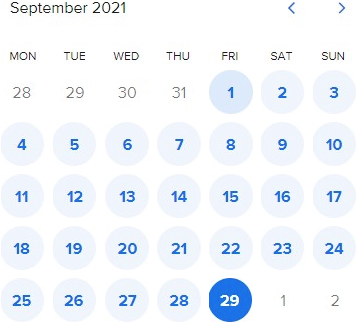 September 2021
MON TUE WED THU FRI SAT SUN
28 29 30 31 1 2 3
4 5 6 7 8 9 10
11 12 13 14 15 16 17
18 19 20 21 22 23 24
25 26 27 28 29 1 2